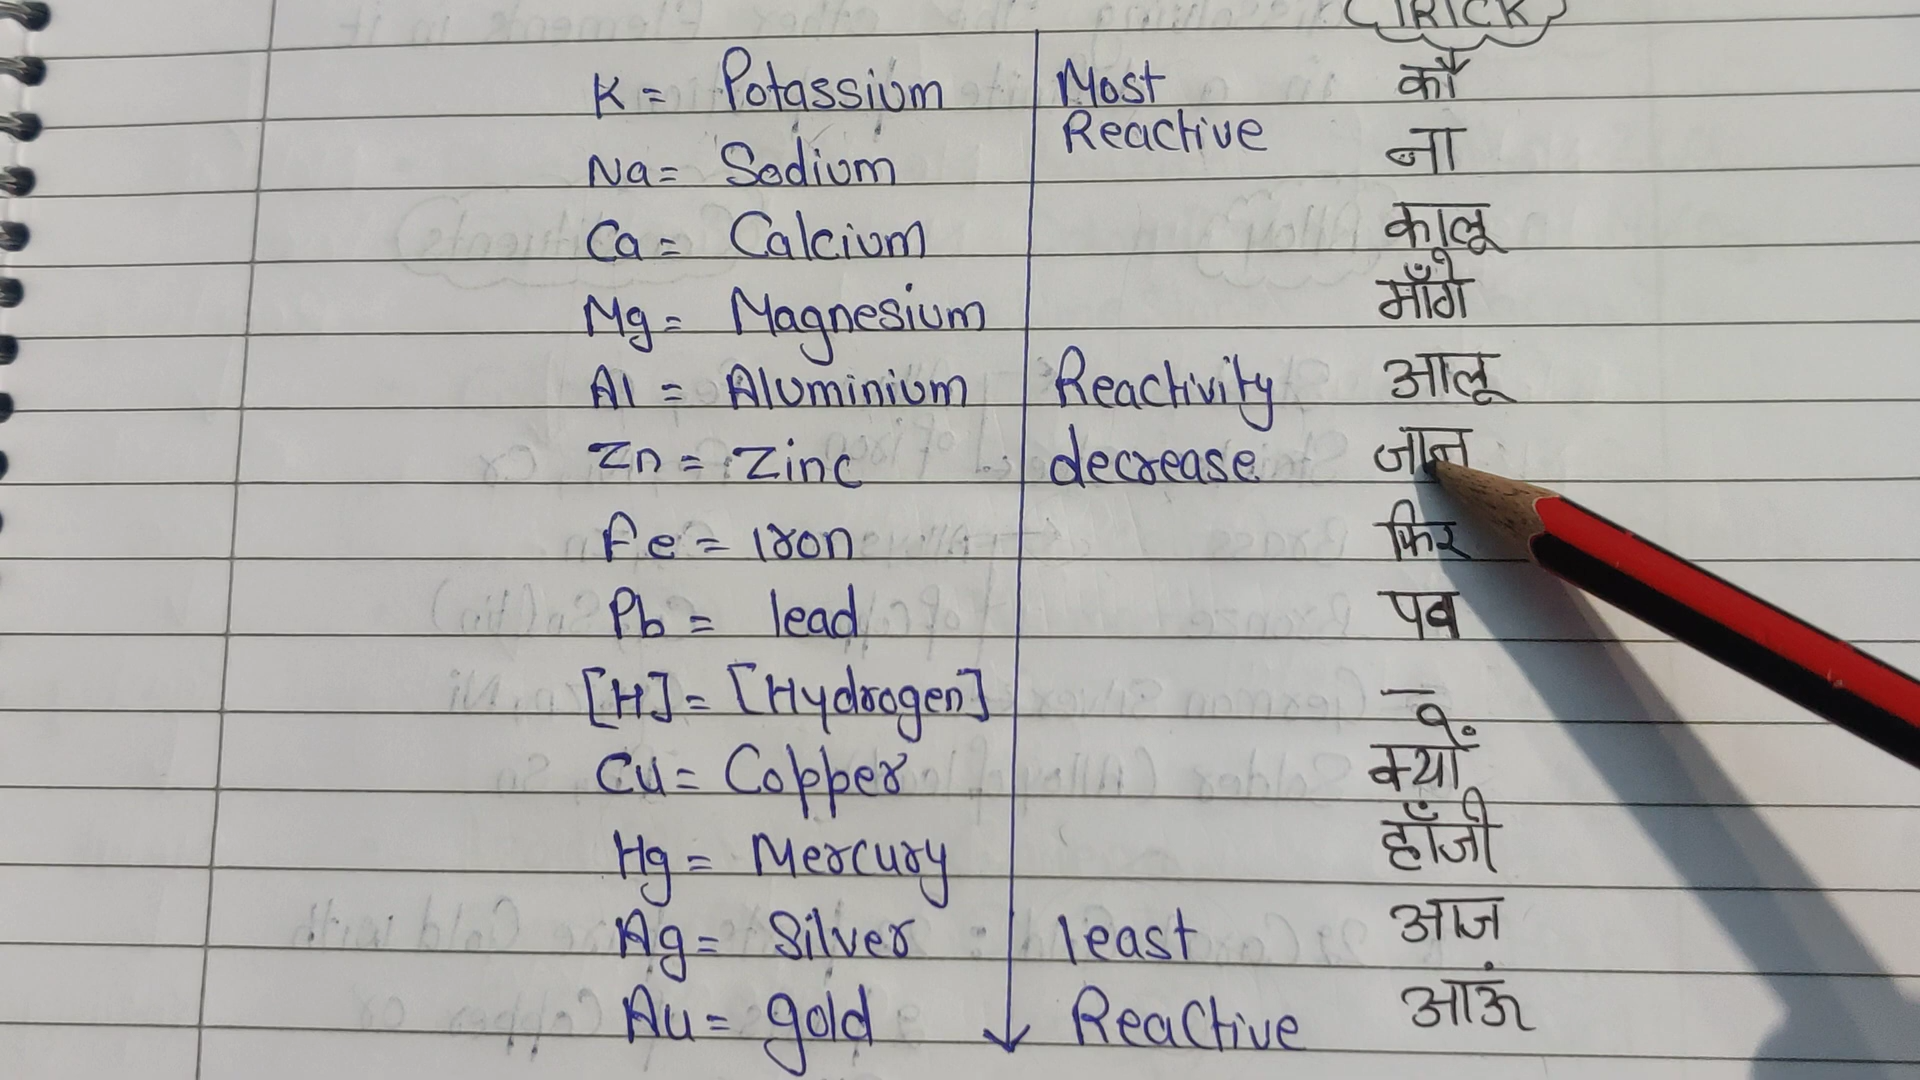 TRICK
K = Potassium Most कौ
Reactive
Na = Sodium ना
Ca = Calcium कालू
Mg = Magnesium माँगे
Al = Aluminium Reactivity आलू
Zn = Zinc decrease जान
Fe = Iron फिर
Pb = lead पब
[H] = [Hydrogen] —
Cu = Copper क्यों
Hg = Mercury हाँजी
Ag = Silver least आज
Au = gold Reactive आऊं